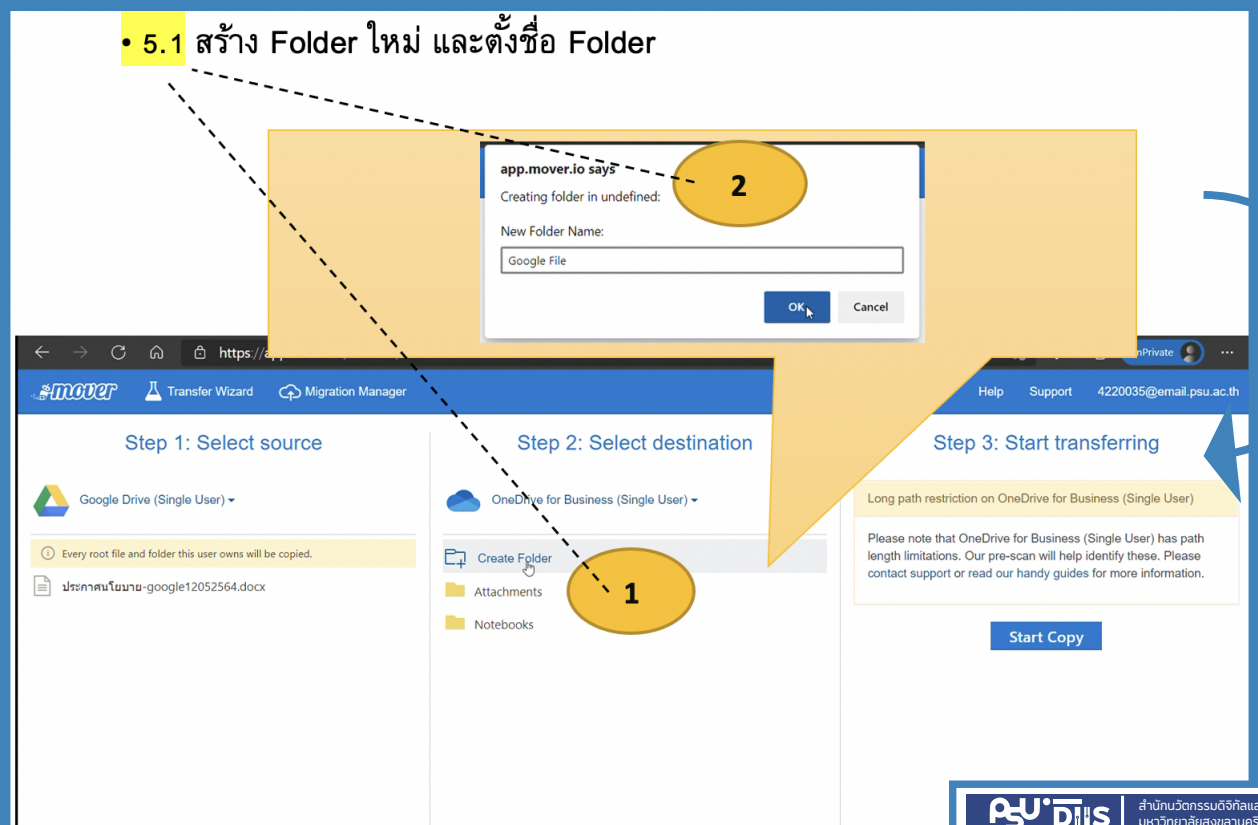 • 5.1 สร้าง Folder ใหม่ และตั้งชื่อ Folder
app.mover.io says
2
Creating folder in undefined:
New Folder Name:
Google File
OK
Cancel
https://
InPrivate
mover
Transfer Wizard
Migration Manager
Help
Support
4220035@email.psu.ac.th
Step 1: Select source
Step 2: Select destination
Step 3: Start transferring
Google Drive (Single User)
OneDrive for Business (Single User)
Long path restriction on OneDrive for Business (Single User)
Every root file and folder this user owns will be copied.
Please note that OneDrive for Business (Single User) has path
length limitations. Our pre-scan will help identify these. Please
contact support or read our handy guides for more information.
Create Folder
ประกาศนโยบาย-google12052564.docx
Attachments
1
Notebooks
Start Copy
PSU DIIS
สำนักนวัตกรรมดิจิทัลแล